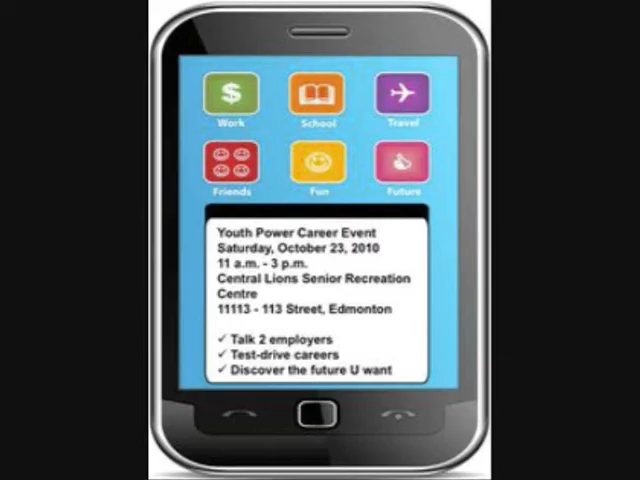 $
Work
School
Travel
Friends
Fun
Future
Youth Power Career Event
Saturday, October 23, 2010
11 a.m. - 3 p.m.
Central Lions Senior Recreation
Centre
11113 - 113 Street, Edmonton
✓ Talk 2 employers
✓ Test-drive careers
✓ Discover the future U want